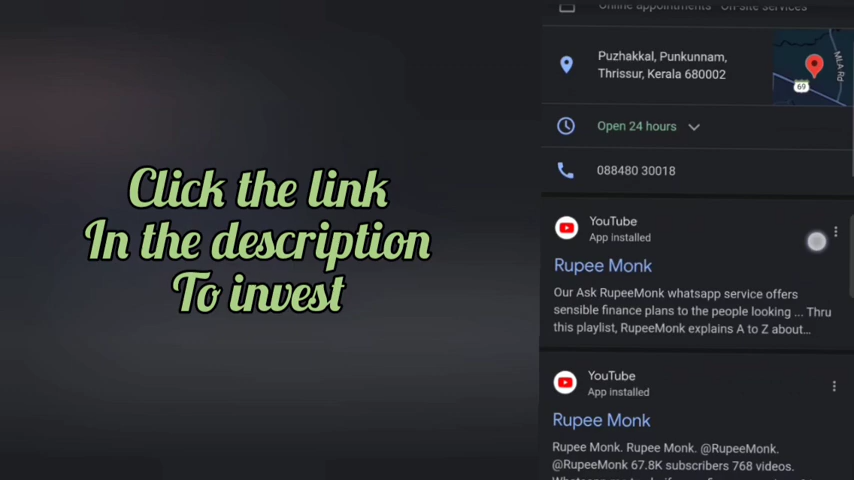 Click the link
In the description
To invest
Online appointments · On-site services
Puzhakkal, Punkunnam,
Thrissur, Kerala 680002
MLA Rd
69
Open 24 hours
088480 30018
YouTube
App installed
Rupee Monk
Our Ask RupeeMonk whatsapp service offers
sensible finance plans to the people looking ... Thru
this playlist, RupeeMonk explains A to Z about...
YouTube
App installed
Rupee Monk
Rupee Monk. Rupee Monk. @RupeeMonk.
@RupeeMonk 67.8K subscribers 768 videos.